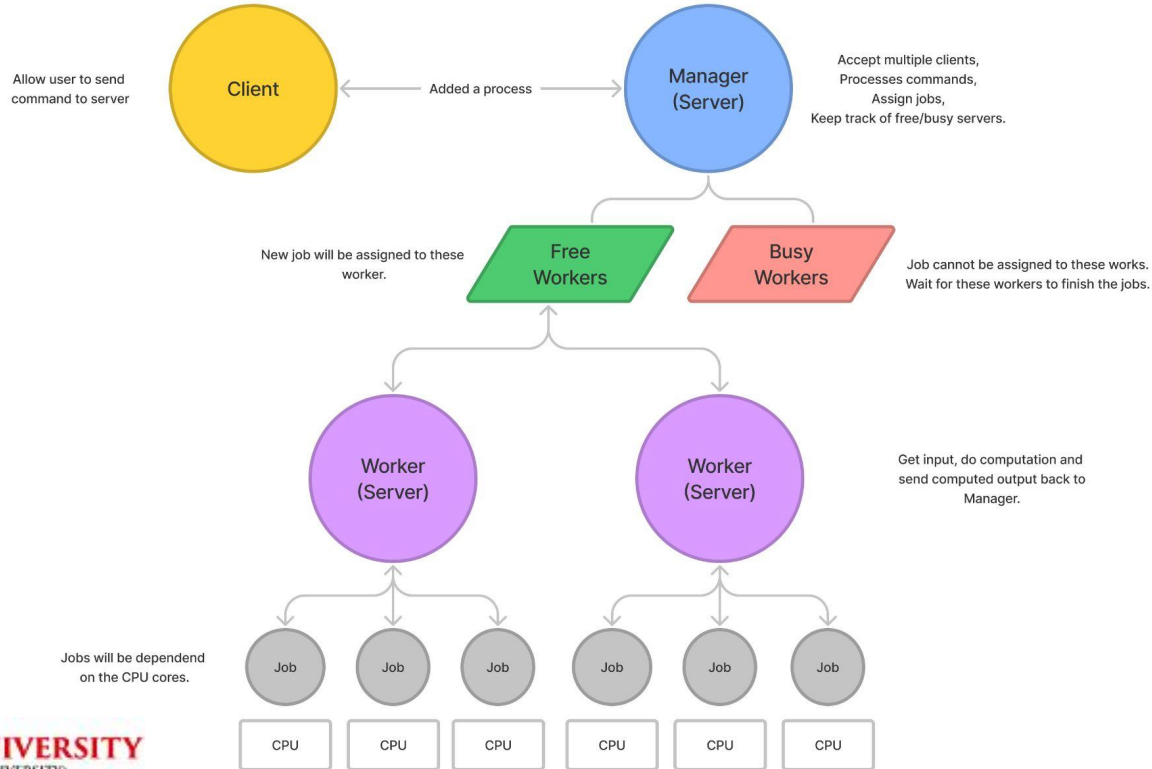 Allow user to send
command to server
Client
Added a process
Manager
(Server)
Accept multiple clients,
Processes commands,
Assign jobs,
Keep track of free/busy servers.
New job will be assigned to these
worker.
Free
Workers
Busy
Workers
Job cannot be assigned to these works.
Wait for these workers to finish the jobs.
Worker
(Server)
Worker
(Server)
Get input, do computation and
send computed output back to
Manager.
Jobs will be dependend
on the CPU cores.
Job
Job
Job
Job
Job
Job
CPU
CPU
CPU
CPU
CPU
CPU
IVERSITY